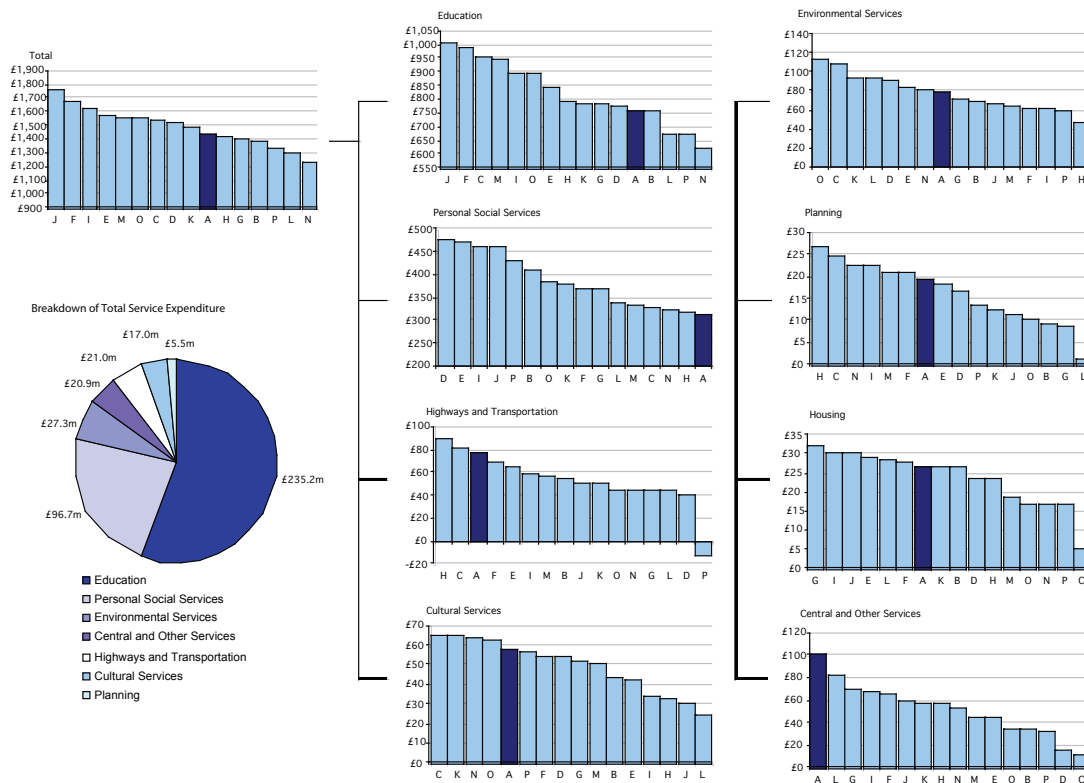 Total
£1,900
£1,800
£1,700
£1,600
£1,500
£1,400
£1,300
£1,200
£1,100
£1,000
£900
J F I E M O C D K A H G B P L N
Breakdown of Total Service Expenditure
£17.0m
£5.5m
£21.0m
£20.9m
£27.3m
£96.7m
£235.2m
Education
Personal Social Services
Environmental Services
Central and Other Services
Highways and Transportation
Cultural Services
Planning
Education
£1,050
£1,000
£950
£900
£850
£800
£750
£700
£650
£600
£550
J F C M I O E H K G D A B L P N
Personal Social Services
£500
£450
£400
£350
£300
£250
£200
D E I J P B O K F G L M C N H A
Highways and Transportation
£100
£80
£60
£40
£20
£0
-£20
H C A F E I M B J K O N G L D P
Cultural Services
£70
£60
£50
£40
£30
£20
£10
£0
C K N O A P F D G M B E I H J L
Environmental Services
£140
£120
£100
£80
£60
£40
£20
£0
O C K L D E N A G B J M F I P H
Planning
£30
£25
£20
£15
£10
£5
£0
H C N I M F A E D P K J O B G L
Housing
£35
£30
£25
£20
£15
£10
£5
£0
G I J E L F A K B D H M O N P C
Central and Other Services
£120
£100
£80
£60
£40
£20
£0
A L G I F J K H N M E O B P D C